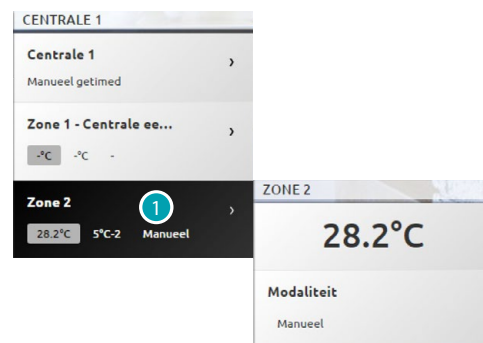 CENTRALE 1
Centrale 1
Manueel getimed
Zone 1 - Centrale ee...
-°C -°C -
Zone 2
1
28.2°C 5°C-2 Manueel
ZONE 2
28.2°C
Modaliteit
Manueel